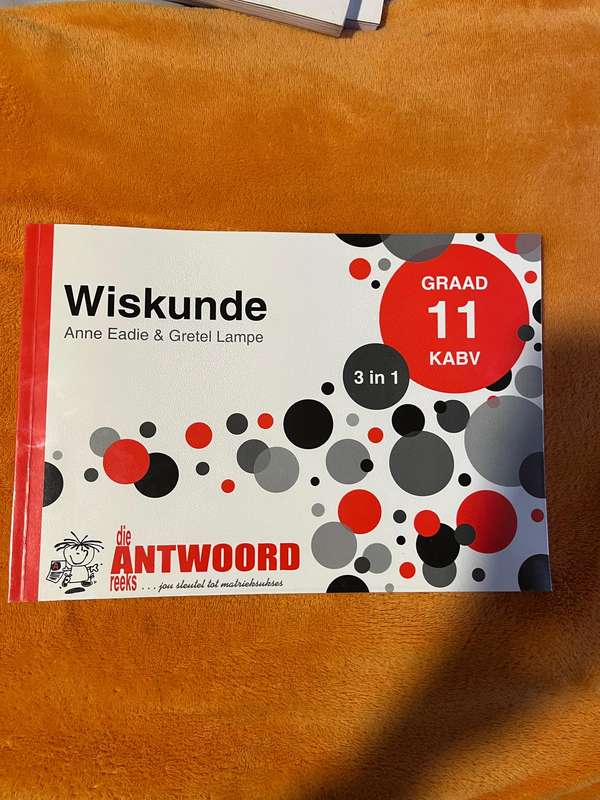 Wiskunde
Anne Eadie & Gretel Lampe
GRAAD
11
KABV
3 in 1
die
ANTWOORD
reeks ... jou sleutel tot matrieksukses